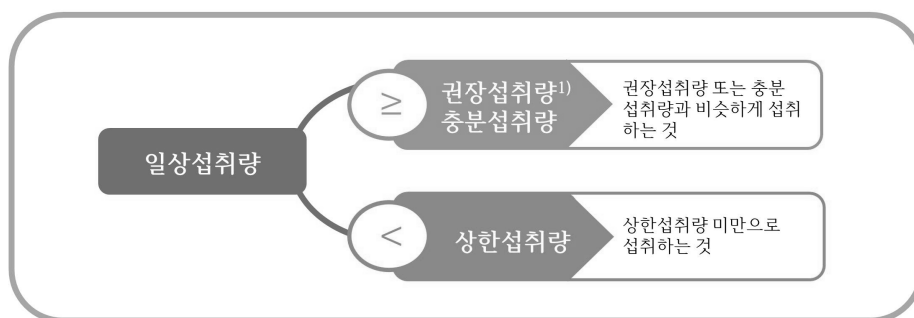 일상섭취량
≥
권장섭취량1)
충분섭취량
권장섭취량 또는 충분
섭취량과 비슷하게 섭취
하는 것
<
상한섭취량
상한섭취량 미만으로
섭취하는 것